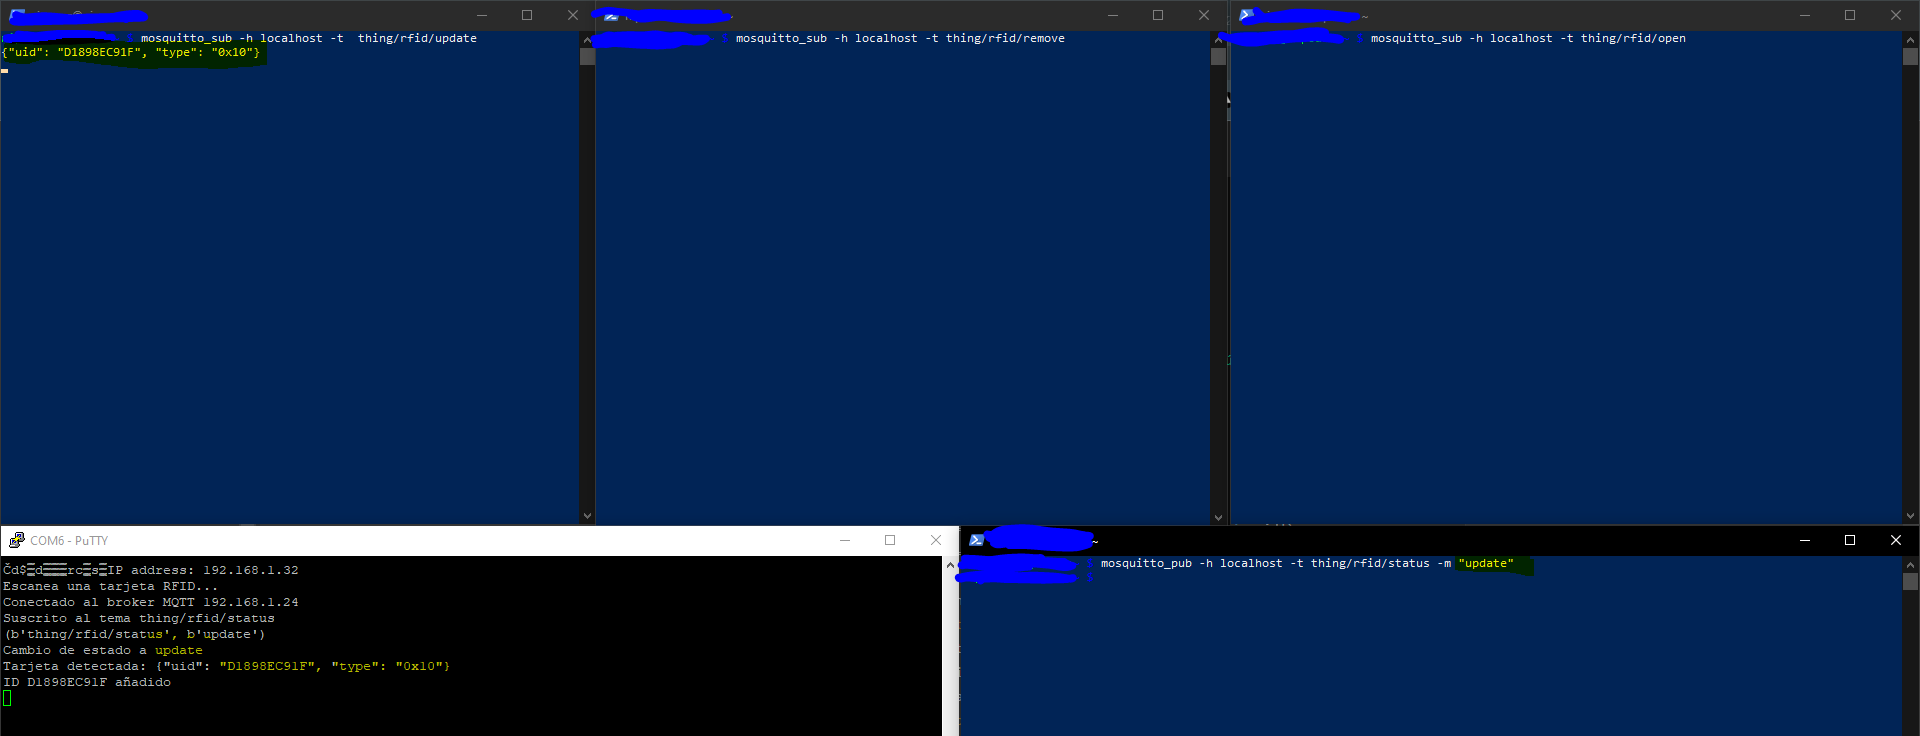 mosquitto_sub -h localhost -t  thing/rfid/update
{"uid": "D1898EC91F", "type": "0x10"}
mosquitto_sub -h localhost -t thing/rfid/remove
~
mosquitto_sub -h localhost -t thing/rfid/open
COM6 - PuTTY
IP address: 192.168.1.32
Escanea una tarjeta RFID...
Conectado al broker MQTT 192.168.1.24
Suscrito al tema thing/rfid/status
(b'thing/rfid/status', b'update')
Cambio de estado a update
Tarjeta detectada: {"uid": "D1898EC91F", "type": "0x10"}
ID D1898EC91F añadido
~
mosquitto_pub -h localhost -t thing/rfid/status -m "update"